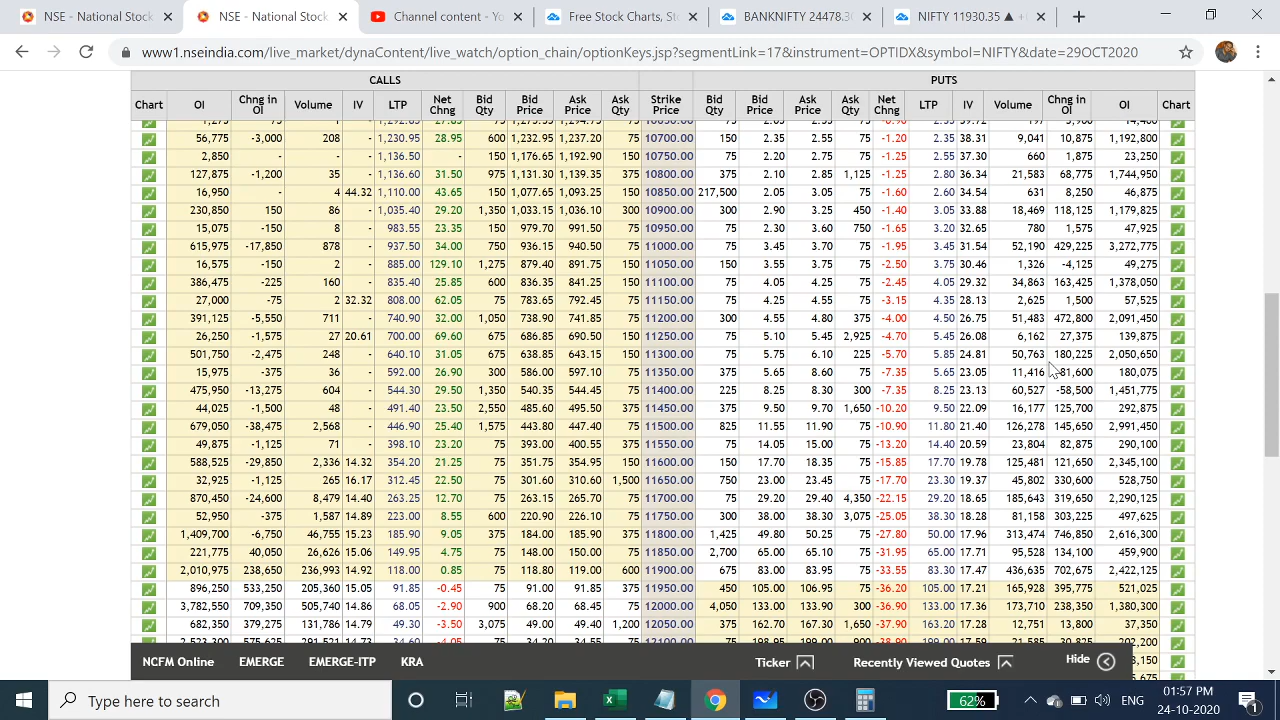 NSE - National Stock
NSE - National Stock
Channel content - Yo
Free Stock Charts, St
BANKNIFTY 24478.30
NIFTY 11930.35 ▲ +0
www1.nseindia.com/live_market/dynaContent/live_watch/option_chain/optionKeys.jsp?segmentLink=17&instrument=OPTIDX&symbol=NIFTY&date=29OCT2020
CALLS PUTS
Chart OI Chng in OI Volume IV LTP Net Chng Bid Qty Bid Price Ask Price Ask Qty Strike Price Bid Qty Bid Price Ask Price Ask Qty Net Chng LTP IV Volume Chng in OI OI Chart
56,775 -3,000 208 - 1,230.95 28.95 600 1,232.95 1,237.20 75 10700.00 150 2.35 2.55 75 -1.20 2.35 38.31 9,041 10,875 1,192,800
2,850 - - - 1,136.50 - 150 1,176.65 1,192.90 150 10750.00 75 2.20 2.75 75 -1.25 2.55 37.30 660 1,875 23,250
127,875 -1,200 35 - 1,136.60 31.50 975 1,131.30 1,139.35 375 10800.00 375 2.10 2.85 1,125 -1.25 2.80 36.34 21,583 68,775 1,744,950
16,950 - 4 44.32 1,110.00 43.65 150 1,077.65 1,093.25 150 10850.00 217,500 2.05 3.05 75 -1.60 2.60 34.54 631 8,250 46,875
230,850 150 86 - 1,035.40 29.20 350 1,033.15 1,036.10 300 10900.00 300 2.90 3.25 450 -1.40 3.05 33.88 18,469 118,125 1,179,825
15,075 -150 8 - 983.55 23.35 150 979.70 991.50 75 10950.00 75 2.30 3.60 750 -1.65 3.20 32.65 780 1,575 47,925
615,975 -17,850 878 - 937.50 34.00 75 936.15 940.50 75 11000.00 75 3.45 3.70 75 -1.95 3.45 31.54 52,190 429,225 3,272,775
16,575 -150 2 - 885.00 129.10 1,275 879.40 891.75 150 11050.00 150 3.55 3.75 75 -2.50 3.75 30.46 1,326 -4,125 49,275
386,475 -225 160 - 835.40 25.85 600 836.30 841.25 150 11100.00 75 4.05 4.25 75 -2.45 4.05 29.32 34,863 163,425 1,378,050
27,000 -75 2 32.32 808.00 62.05 75 783.65 792.45 75 11150.00 75 4.25 4.55 75 -3.15 4.35 28.13 2,625 1,500 57,525
391,125 -5,550 711 - 740.90 32.00 1,050 738.90 741.85 75 11200.00 300 4.55 4.80 375 -4.00 4.50 26.75 51,483 472,800 2,091,450
26,250 -1,575 27 20.61 700.00 69.60 75 686.85 690.50 150 11250.00 75 5.10 5.45 2,925 -4.70 5.45 26.08 6,162 27,375 139,875
501,750 -2,475 248 - 640.10 31.05 675 638.85 643.15 150 11300.00 75 5.75 6.10 225 -5.70 5.85 24.81 180,225 2,050,650
15,975 -375 36 - 592.00 26.90 300 586.00 597.10 75 11350.00 375 5.65 8.60 75 -7.35 5.65 23.05 11,416 81,600 180,075
475,950 -13,275 604 - 544.30 29.50 1,350 540.35 544.45 75 11400.00 225 8.25 8.30 300 -7.35 8.25 23.13 60,527 -58,500 1,451,775
44,025 -1,500 48 - 491.40 23.50 2,550 485.60 495.50 375 11450.00 375 9.50 9.70 1,650 -10.20 9.50 22.09 16,177 125,700 292,875
679,050 -38,475 2,568 - 446.90 25.40 575 443.80 447.40 75 11500.00 825 11.55 11.90 75 -10.90 11.80 21.40 126,278 145,650 2,991,450
49,875 -1,125 71 - 398.10 23.20 75 393.00 400.55 375 11550.00 75 14.05 15.00 75 -13.20 14.40 20.59 23,804 82,875 290,100
588,525 -29,850 2,336 14.32 354.20 21.25 75 351.75 354.95 150 11600.00 150 17.70 18.35 75 -15.85 17.70 19.78 125,481 321,650 2,345,100
32,925 -1,125 265 16.17 312.45 21.50 75 301.60 310.60 1,500 11650.00 750 23.00 23.45 75 -17.70 23.30 19.37 45,802 330,600 528,750
870,450 -24,600 8,479 14.40 263.25 12.70 75 263.25 265.70 75 11700.00 75 29.20 29.40 4,350 -22.15 29.20 18.65 185,643 319,650 2,290,125
52,950 -375 1,587 14.89 223.00 8.55 600 220.90 226.10 75 11750.00 300 38.00 38.30 3,075 38.30 18.28 31,158 303,225 497,625
1,409,700 -6,750 46,755 15.23 185.90 9.05 375 184.00 185.90 375 11800.00 1,425 49.80 50.25 75 -27.80 50.00 17.96 313,474 746,850 2,616,300
221,775 40,050 26,626 15.06 149.95 4.75 75 148.00 150.00 75 11850.00 2,700 65.00 65.10 75 -31.95 65.00 17.71 95,528 134,100 459,900
2,010,975 238,650 236,993 14.92 118.00 0.85 75 118.80 119.00 600 11900.00 675 83.00 83.95 75 -33.55 83.30 17.47 436,635 702,675 2,422,125
896,250 533,250 205,360 15.05 91.85 -0.45 75 91.00 91.85 375 11950.00 450 105.00 106.95 75 -36.20 105.00 17.21 165,928 395,775 631,050
3,782,550 709,350 505,740 14.86 68.05 -2.90 900 68.20 68.45 75 12000.00 4,050 133.00 133.90 300 -36.90 133.00 17.36 173,710 238,350 1,380,300
682,350 379,275 131,786 14.79 49.30 -3.50 3,075 49.00 49.40 1,200 12050.00 375 162.70 167.30 1,650 -37.90 163.20 17.28 12,751 13,800 37,350
NCFM Online EMERGE EMERGE-ITP KRA Ticker Recently Viewed Quotes Hide
Type here to search
62%
ENG
01:57 PM
24-10-2020